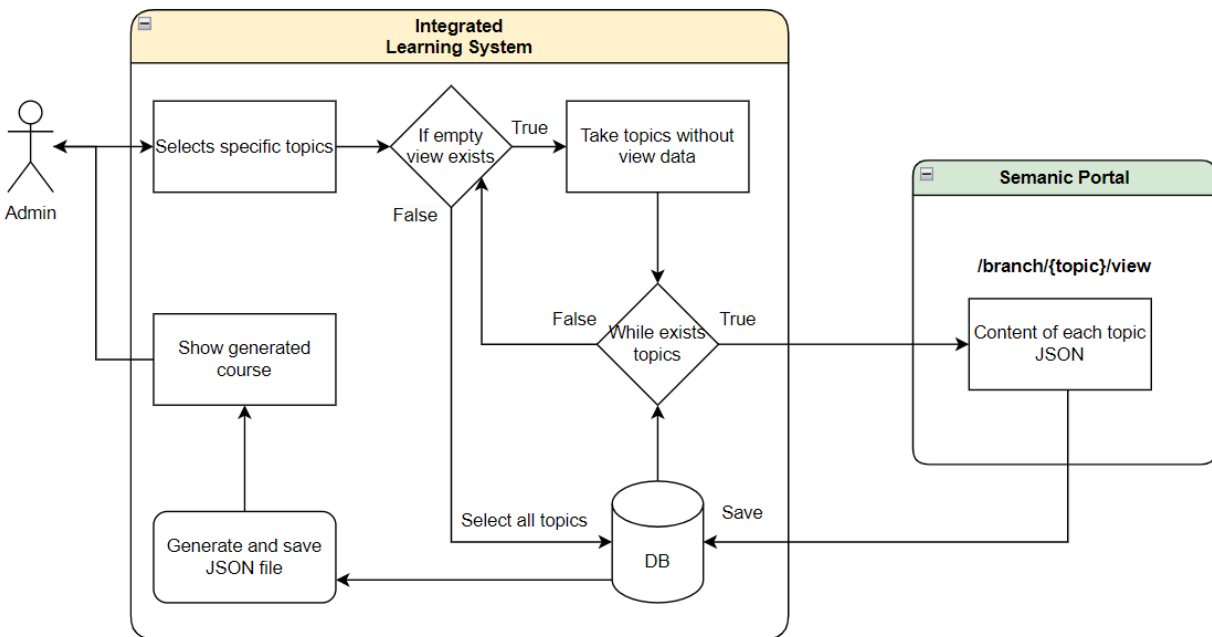 Integrated
Learning System
Admin
Selects specific topics
If empty
view exists
True
False
Take topics without
view data
While exists
topics
False
True
Semanic Portal
/branch/{topic}/view
Content of each topic
JSON
Show generated
course
Generate and save
JSON file
Select all topics
DB
Save